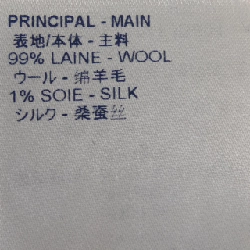 PRINCIPAL - MAIN
表地/本体 - 主料
99% LAINE - WOOL
ウール - 绵羊毛
1% SOIE - SILK
シルク - 桑蚕丝